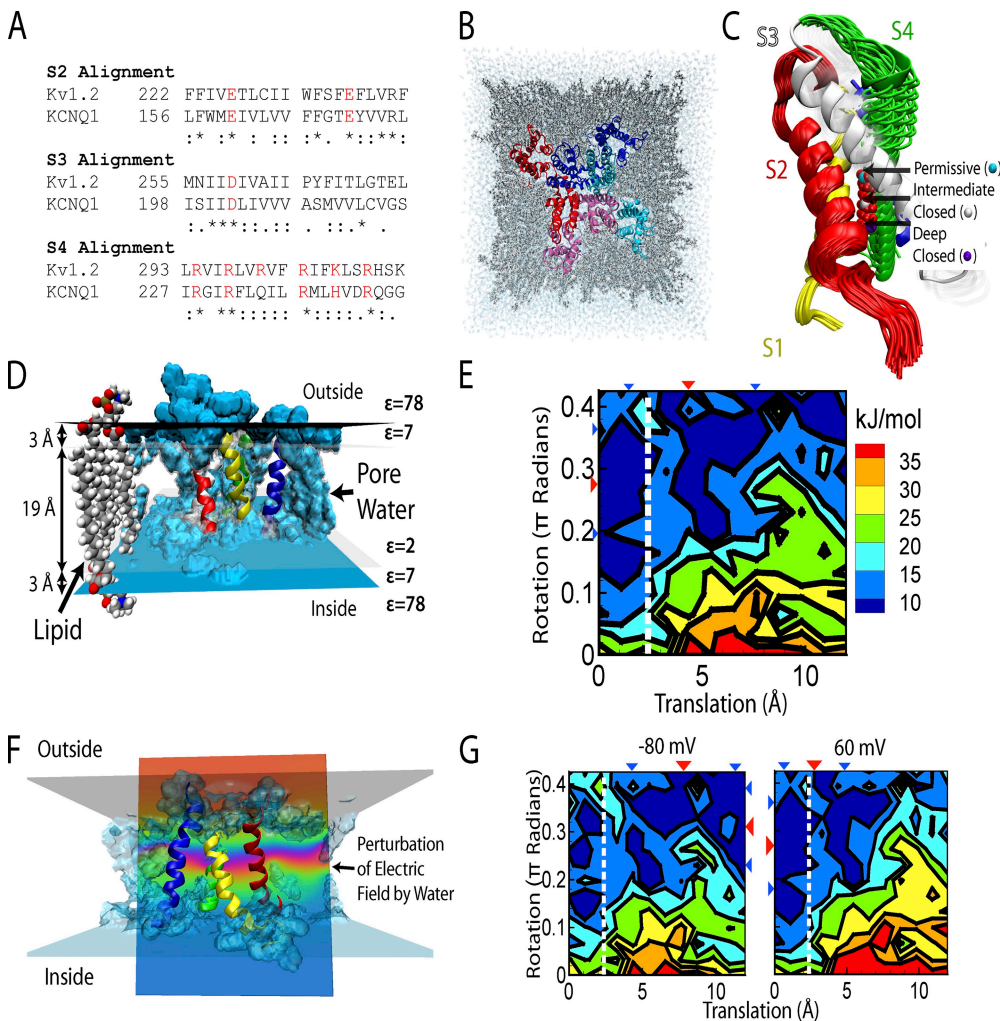 A
S2 Alignment
Kv1.2 222 FFIVETLCII WFSFEFLVRF
KCNQ1 156 LFWMEIVLVV FFGTEYVVRL
:* * : :: :. *: :**:
S3 Alignment
Kv1.2 255 MNIIDIVAII PYFITLGTEL
KCNQ1 198 ISIIDLIVVV ASMVVLCVGS
:.***::.:: . ::.* .
S4 Alignment
Kv1.2 293 LRVIRLVRVF RIFKLSRHSK
KCNQ1 227 IRGIRFLQIL RMLHVDRQGG
:* **:::: *::::.*:.
B
C
S3
S4
S2
S1
Permissive ( )
Intermediate
Closed ( )
Deep
Closed ( )
D
Outside
ε=78
ε=7
3 Å
19 Å
3 Å
Pore
Water
ε=2
ε=7
ε=78
Inside
Lipid
E
Rotation (π Radians)
0.4
0.3
0.2
0.1
0
0 5 10
Translation (Å)
kJ/mol
35
30
25
20
15
10
F
Outside
Perturbation
of Electric
Field by Water
Inside
G
-80 mV 60 mV
Rotation (π Radians)
0.4
0.3
0.2
0.1
0
0 5 10 0 5 10
Translation (Å)